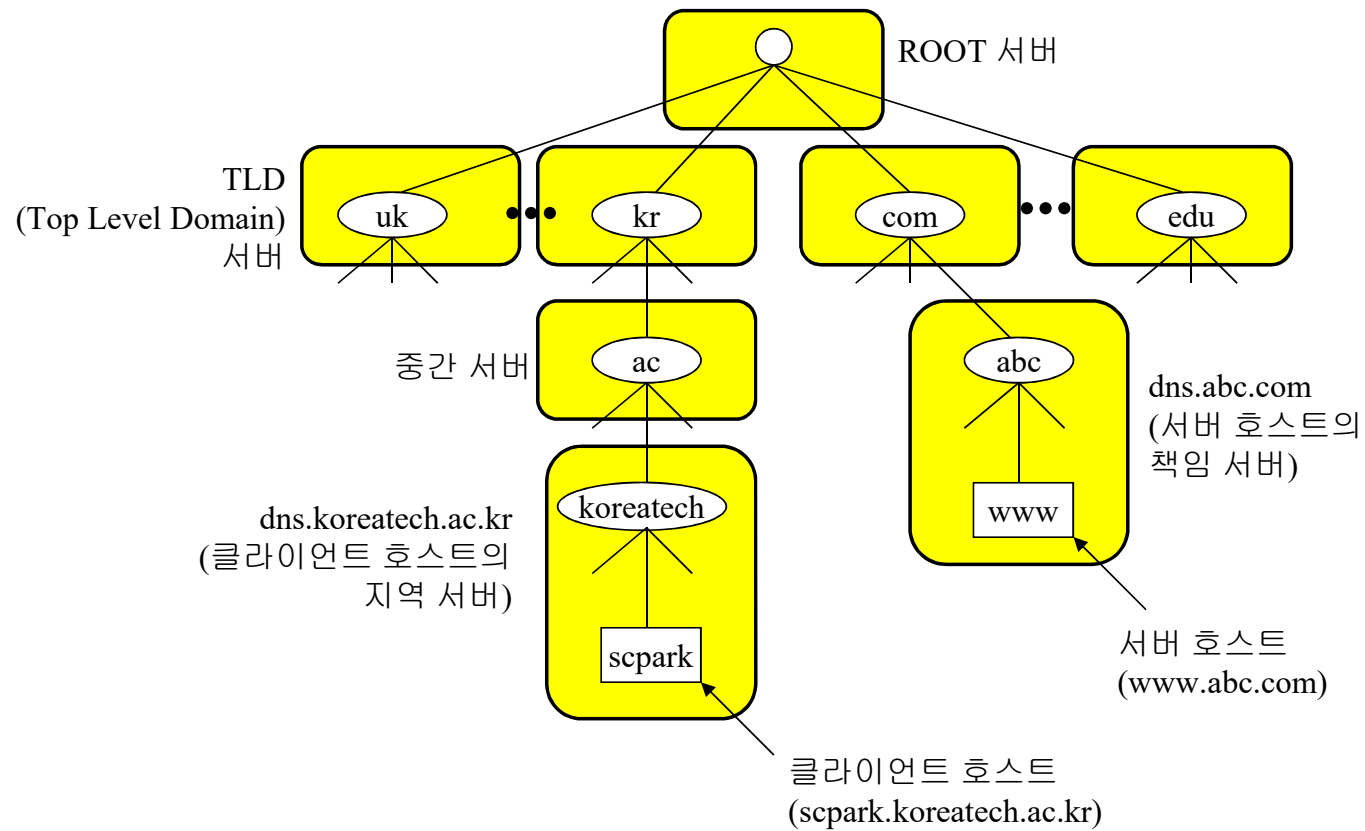 ROOT 서버
TLD
(Top Level Domain)
서버
uk
kr
com
edu
중간 서버
ac
abc
dns.abc.com
(서버 호스트의
책임 서버)
www
dns.koreatech.ac.kr
(클라이언트 호스트의
지역 서버)
koreatech
scpark
서버 호스트
(www.abc.com)
클라이언트 호스트
(scpark.koreatech.ac.kr)